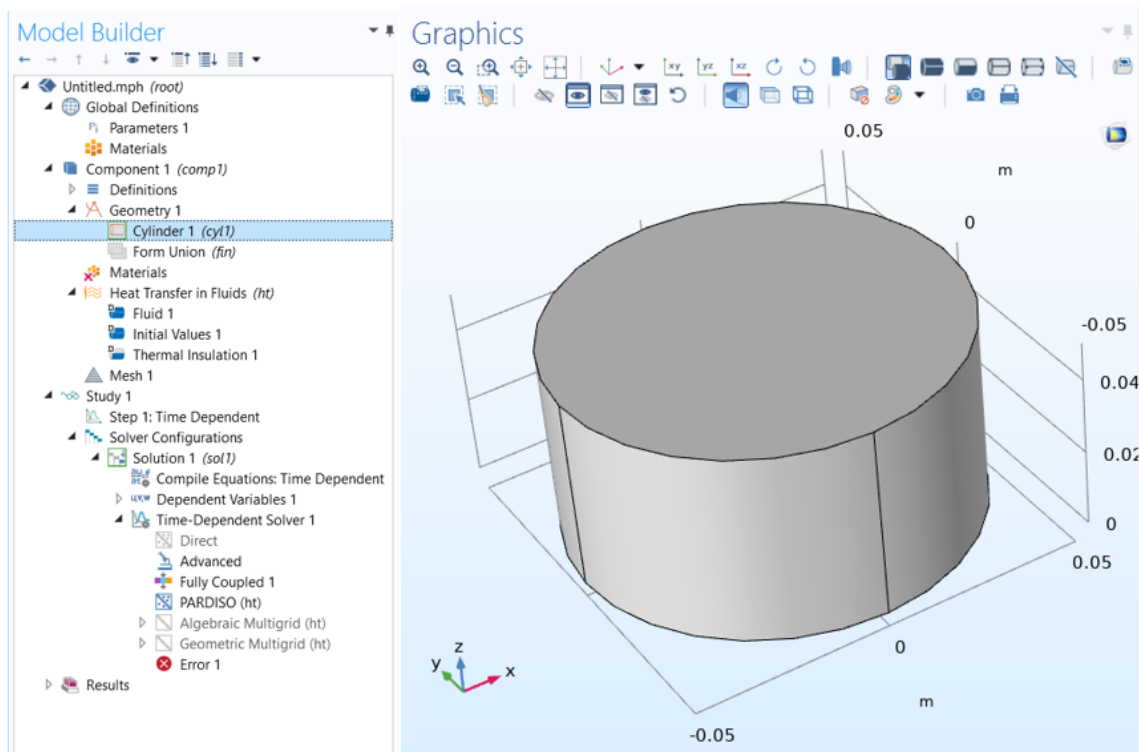 Model Builder
Untitled.mph (root)
Global Definitions
Pi Parameters 1
Materials
Component 1 (comp1)
Definitions
Geometry 1
Cylinder 1 (cyl1)
Form Union (fin)
Materials
Heat Transfer in Fluids (ht)
Fluid 1
Initial Values 1
Thermal Insulation 1
Mesh 1
Study 1
Step 1: Time Dependent
Solver Configurations
Solution 1 (sol1)
Compile Equations: Time Dependent
u,v,w Dependent Variables 1
Time-Dependent Solver 1
Direct
Advanced
Fully Coupled 1
PARDISO (ht)
Algebraic Multigrid (ht)
Geometric Multigrid (ht)
Error 1
Results
Graphics
xy yz xz
0.05
m
0
-0.05
0.04
0.02
0
0.05
0
m
-0.05
z
y
x